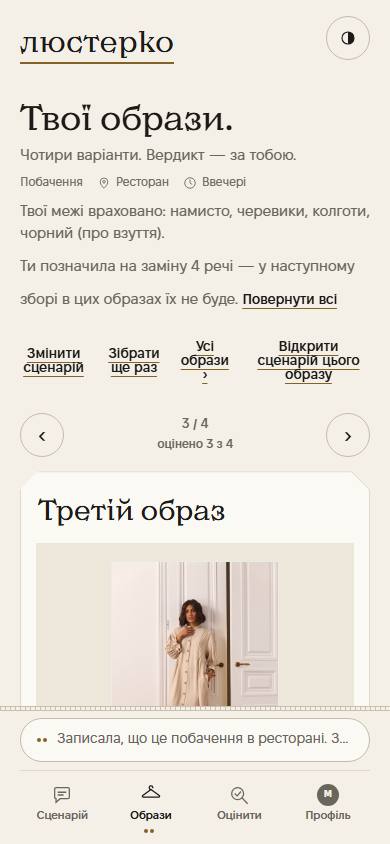 люстерко
Твої образи.
Чотири варіанти. Вердикт — за тобою.
Побачення Ресторан Ввечері
Твої межі враховано: намисто, черевики, колготи,
чорний (про взуття).
Ти позначила на заміну 4 речі — у наступному
зборі в цих образах їх не буде. Повернути всі
Змінити
сценарій
Зібрати
ще раз
Усі
образи
›
Відкрити
сценарій цього
образу
‹
3 / 4
оцінено 3 з 4
›
Третій образ
Записала, що це побачення в ресторані. З…
Сценарій
Образи
Оцінити
М
Профіль